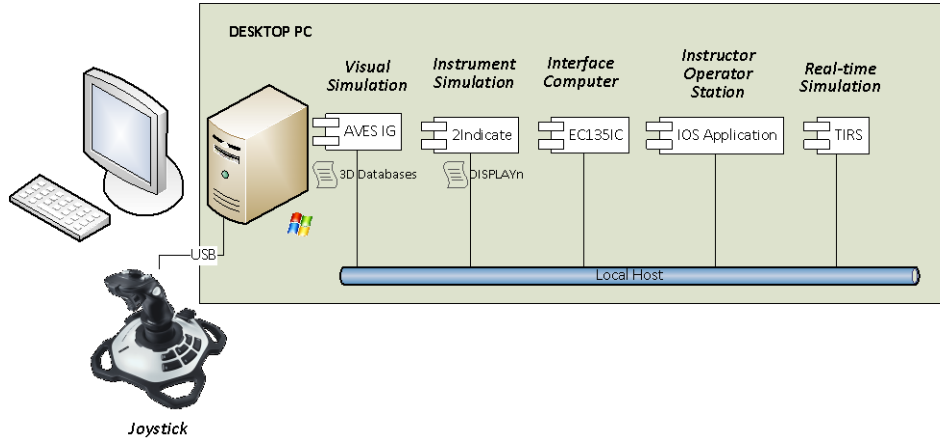 DESKTOP PC
Visual
Simulation
Instrument
Simulation
Interface
Computer
Instructor
Operator
Station
Real-time
Simulation
AVES IG
2Indicate
EC135IC
IOS Application
TIRS
3D Databases
DISPLAYn
USB
Local Host
Joystick